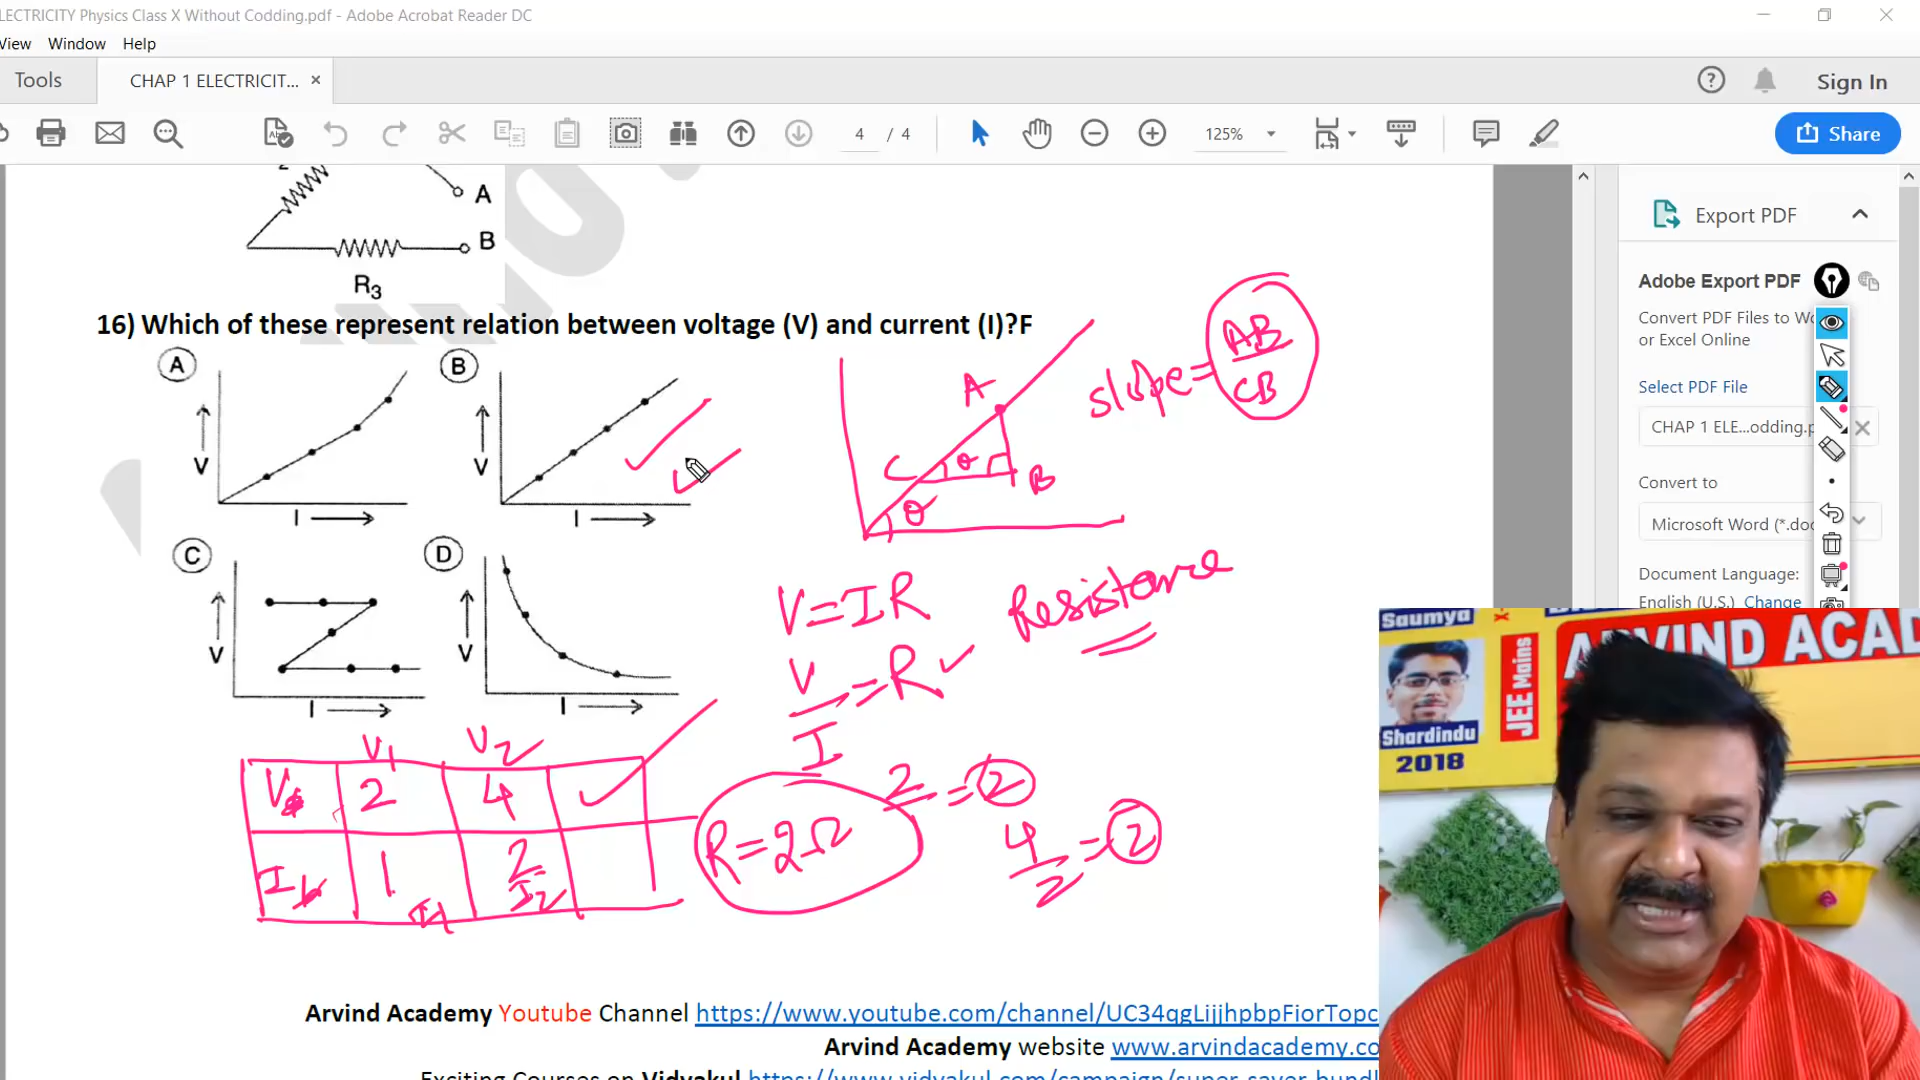 LECTRICITY Physics Class X Without Codding.pdf - Adobe Acrobat Reader DC
View Window Help
Tools CHAP 1 ELECTRICIT... × Sign In
4 / 4 125% Share
A
B
R3
16) Which of these represent relation between voltage (V) and current (I)?F
A V I
B V I
C V I
D V I
A
C θ B
θ
slope = AB/CB
V = IR
V/I = R
Resistance
V1 V2
V 2 4
I 1 2
I1 I2
R = 2Ω
2 = 2
4/2 = 2
Arvind Academy Youtube Channel https://www.youtube.com/channel/UC34qgLijjhpbpFiorTopc
Arvind Academy website www.arvindacademy.co
Exciting Courses on Vidyakul https://www.vidyakul.com/campaign/super-saver-bundl
Export PDF
Adobe Export PDF
Convert PDF Files to Wo
or Excel Online
Select PDF File
CHAP 1 ELE...odding.p
Convert to
Microsoft Word (*.doc
Document Language:
English (U.S.) Change
Saumya
ARVIND ACAD
JEE Mains
Shardindu
2018